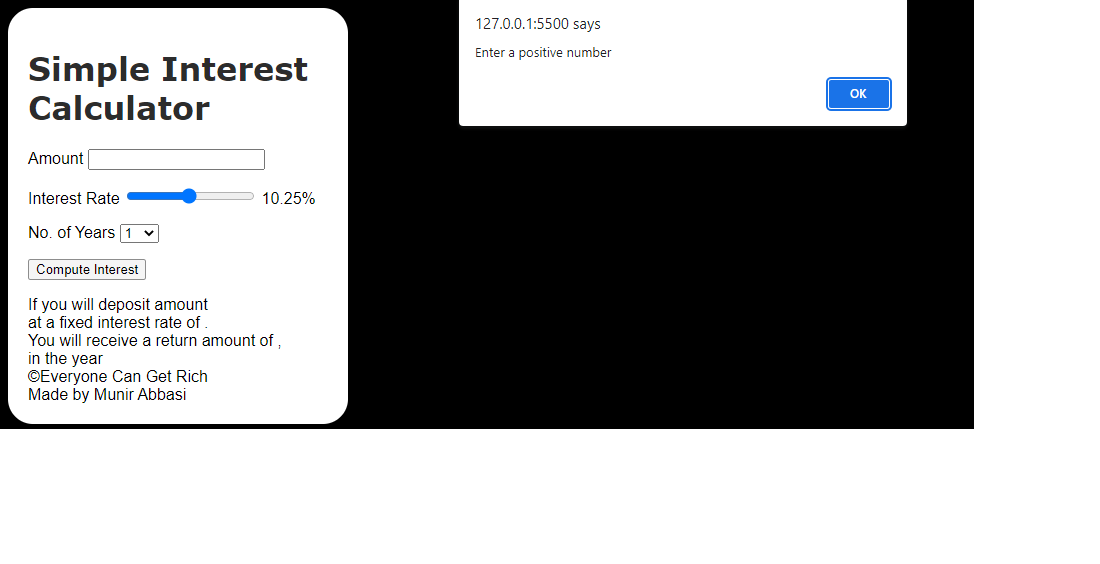 Simple Interest
Calculator
Amount
Interest Rate 10.25%
No. of Years 1
Compute Interest
If you will deposit amount
at a fixed interest rate of .
You will receive a return amount of ,
in the year
©Everyone Can Get Rich
Made by Munir Abbasi
127.0.0.1:5500 says
Enter a positive number
OK